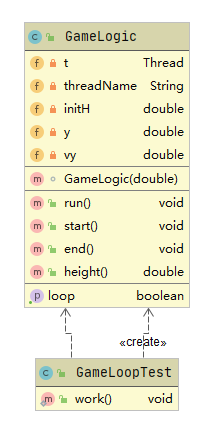 GameLogic
t Thread
threadName String
initH double
y double
vy double
GameLogic(double)
run() void
start() void
end() void
height() double
loop boolean
«create»
GameLoopTest
work() void